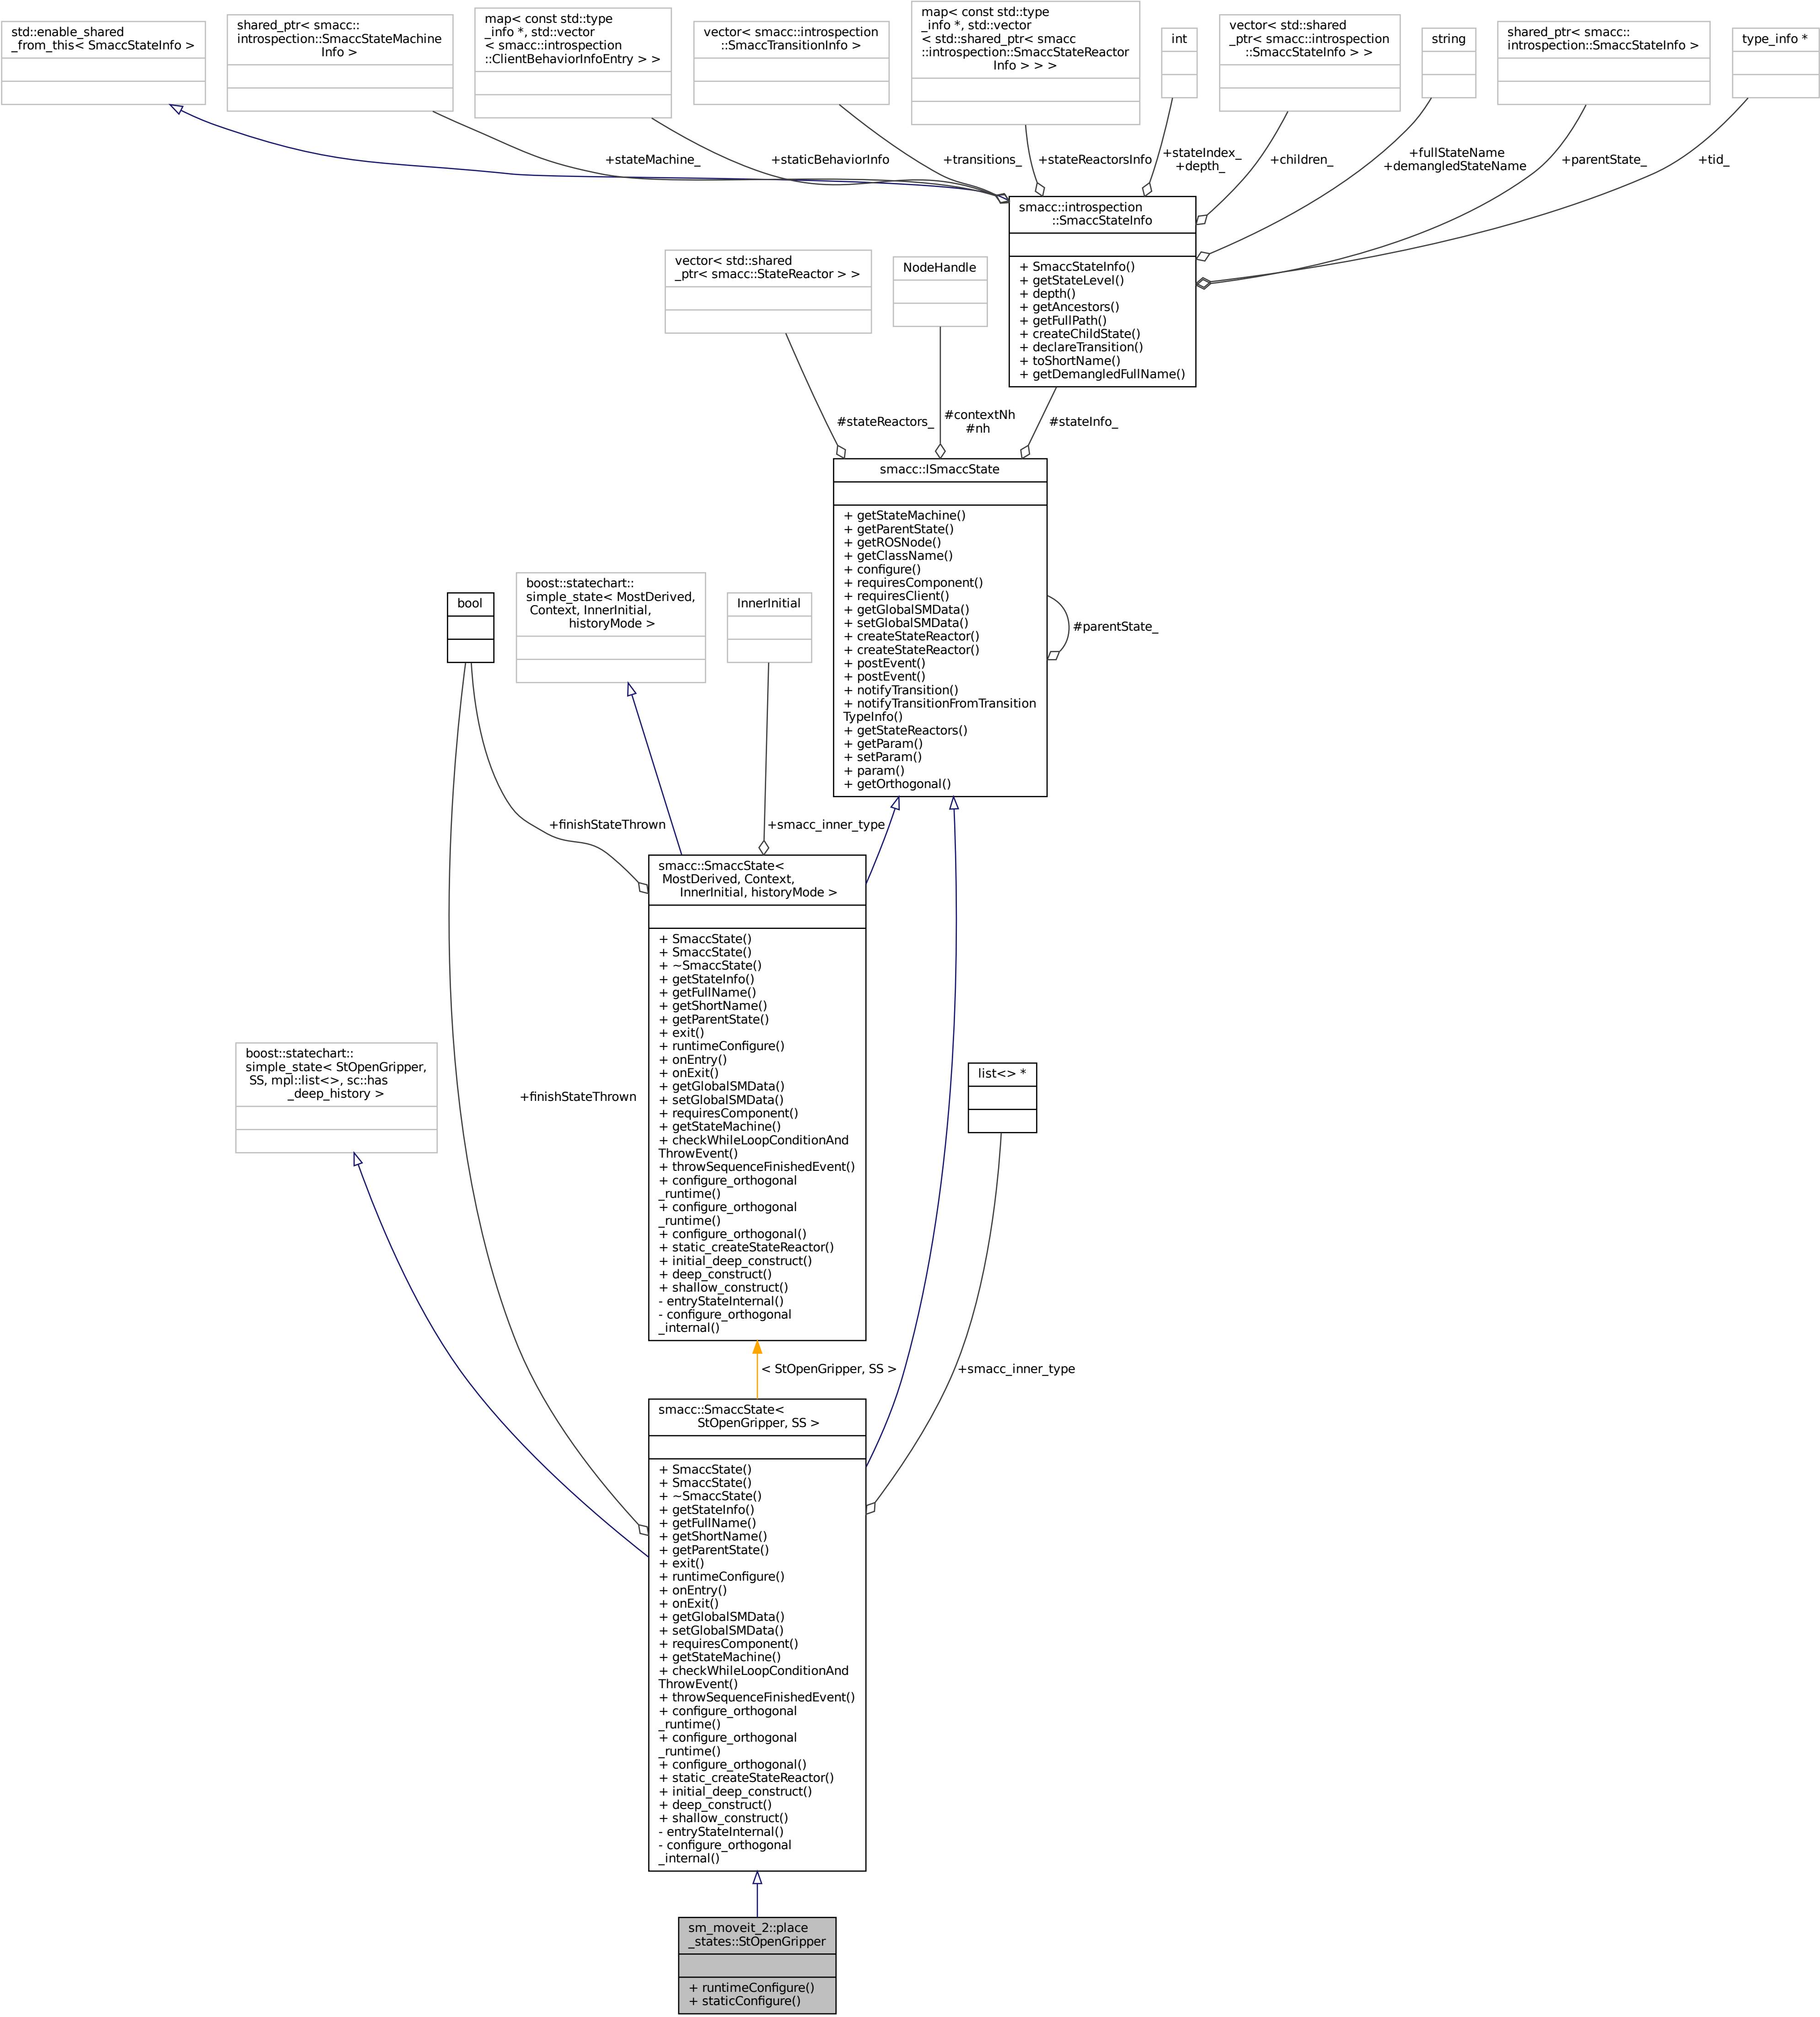 std::enable_shared
_from_this< SmaccStateInfo >
shared_ptr< smacc::
introspection::SmaccStateMachine
Info >
map< const std::type
_info *, std::vector
< smacc::introspection
::ClientBehaviorInfoEntry > >
vector< smacc::introspection
::SmaccTransitionInfo >
map< const std::type
_info *, std::vector
< std::shared_ptr< smacc
::introspection::SmaccStateReactor
Info > > >
int
vector< std::shared
_ptr< smacc::introspection
::SmaccStateInfo > >
string
shared_ptr< smacc::
introspection::SmaccStateInfo >
type_info *
+stateMachine_
+staticBehaviorInfo
+transitions_
+stateReactorsInfo
+stateIndex_
+depth_
+children_
+fullStateName
+demangledStateName
+parentState_
+tid_
smacc::introspection
::SmaccStateInfo
+ SmaccStateInfo()
+ getStateLevel()
+ depth()
+ getAncestors()
+ getFullPath()
+ createChildState()
+ declareTransition()
+ toShortName()
+ getDemangledFullName()
vector< std::shared
_ptr< smacc::StateReactor > >
NodeHandle
#stateReactors_
#contextNh
#nh
#stateInfo_
smacc::ISmaccState
+ getStateMachine()
+ getParentState()
+ getROSNode()
+ getClassName()
+ configure()
+ requiresComponent()
+ requiresClient()
+ getGlobalSMData()
+ setGlobalSMData()
+ createStateReactor()
+ createStateReactor()
+ postEvent()
+ postEvent()
+ notifyTransition()
+ notifyTransitionFromTransition
TypeInfo()
+ getStateReactors()
+ getParam()
+ setParam()
+ param()
+ getOrthogonal()
#parentState_
bool
boost::statechart::
simple_state< MostDerived,
Context, InnerInitial,
historyMode >
InnerInitial
+finishStateThrown
+smacc_inner_type
smacc::SmaccState<
MostDerived, Context,
InnerInitial, historyMode >
+ SmaccState()
+ SmaccState()
+ ~SmaccState()
+ getStateInfo()
+ getFullName()
+ getShortName()
+ getParentState()
+ exit()
+ runtimeConfigure()
+ onEntry()
+ onExit()
+ getGlobalSMData()
+ setGlobalSMData()
+ requiresComponent()
+ getStateMachine()
+ checkWhileLoopConditionAnd
ThrowEvent()
+ throwSequenceFinishedEvent()
+ configure_orthogonal
_runtime()
+ configure_orthogonal
_runtime()
+ configure_orthogonal()
+ static_createStateReactor()
+ initial_deep_construct()
+ deep_construct()
+ shallow_construct()
- entryStateInternal()
- configure_orthogonal
_internal()
boost::statechart::
simple_state< StOpenGripper,
SS, mpl::list<>, sc::has
_deep_history >
+finishStateThrown
list<> *
< StOpenGripper, SS >
+smacc_inner_type
smacc::SmaccState<
StOpenGripper, SS >
+ SmaccState()
+ SmaccState()
+ ~SmaccState()
+ getStateInfo()
+ getFullName()
+ getShortName()
+ getParentState()
+ exit()
+ runtimeConfigure()
+ onEntry()
+ onExit()
+ getGlobalSMData()
+ setGlobalSMData()
+ requiresComponent()
+ getStateMachine()
+ checkWhileLoopConditionAnd
ThrowEvent()
+ throwSequenceFinishedEvent()
+ configure_orthogonal
_runtime()
+ configure_orthogonal
_runtime()
+ configure_orthogonal()
+ static_createStateReactor()
+ initial_deep_construct()
+ deep_construct()
+ shallow_construct()
- entryStateInternal()
- configure_orthogonal
_internal()
sm_moveit_2::place
_states::StOpenGripper
+ runtimeConfigure()
+ staticConfigure()